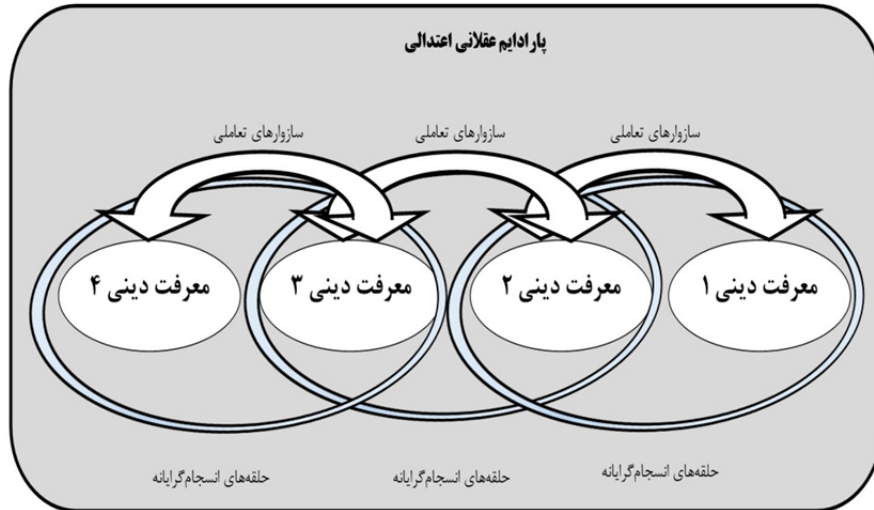 پارادایم عقلانی اعتدالی
سازوارهای تعاملی
سازوارهای تعاملی
سازوارهای تعاملی
معرفت دینی ۱
معرفت دینی ۲
معرفت دینی ۳
معرفت دینی ۴
حلقه‌های انسجام‌گرایانه
حلقه‌های انسجام‌گرایانه
حلقه‌های انسجام‌گرایانه